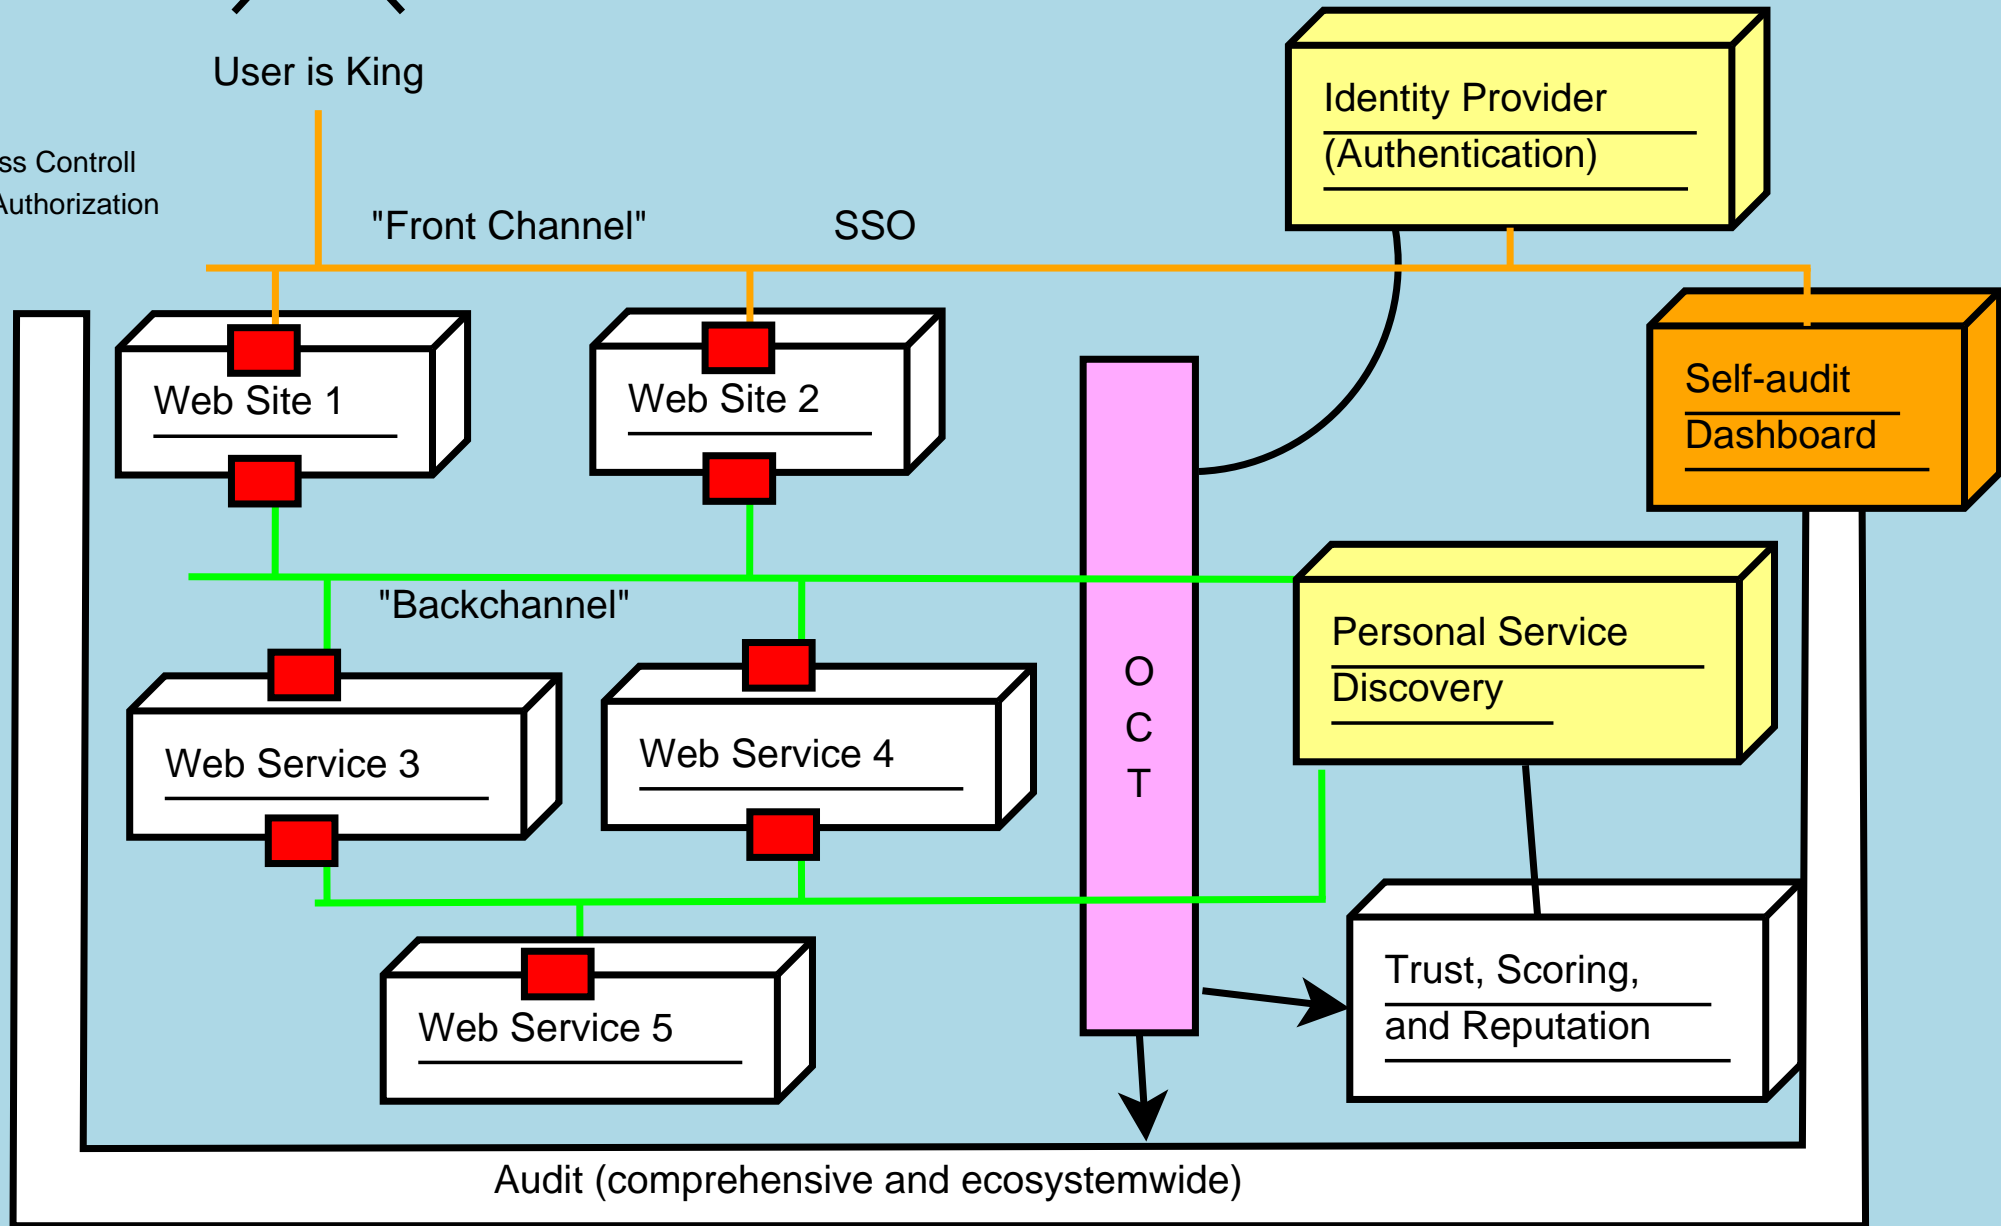 User is King
Controll
Authorization
"Front Channel"
SSO
Identity Provider
(Authentication)
Web Site 1
Web Site 2
Self-audit
Dashboard
"Backchannel"
O
C
T
Personal Service
Discovery
Web Service 3
Web Service 4
Web Service 5
Trust, Scoring,
and Reputation
Audit (comprehensive and ecosystemwide)